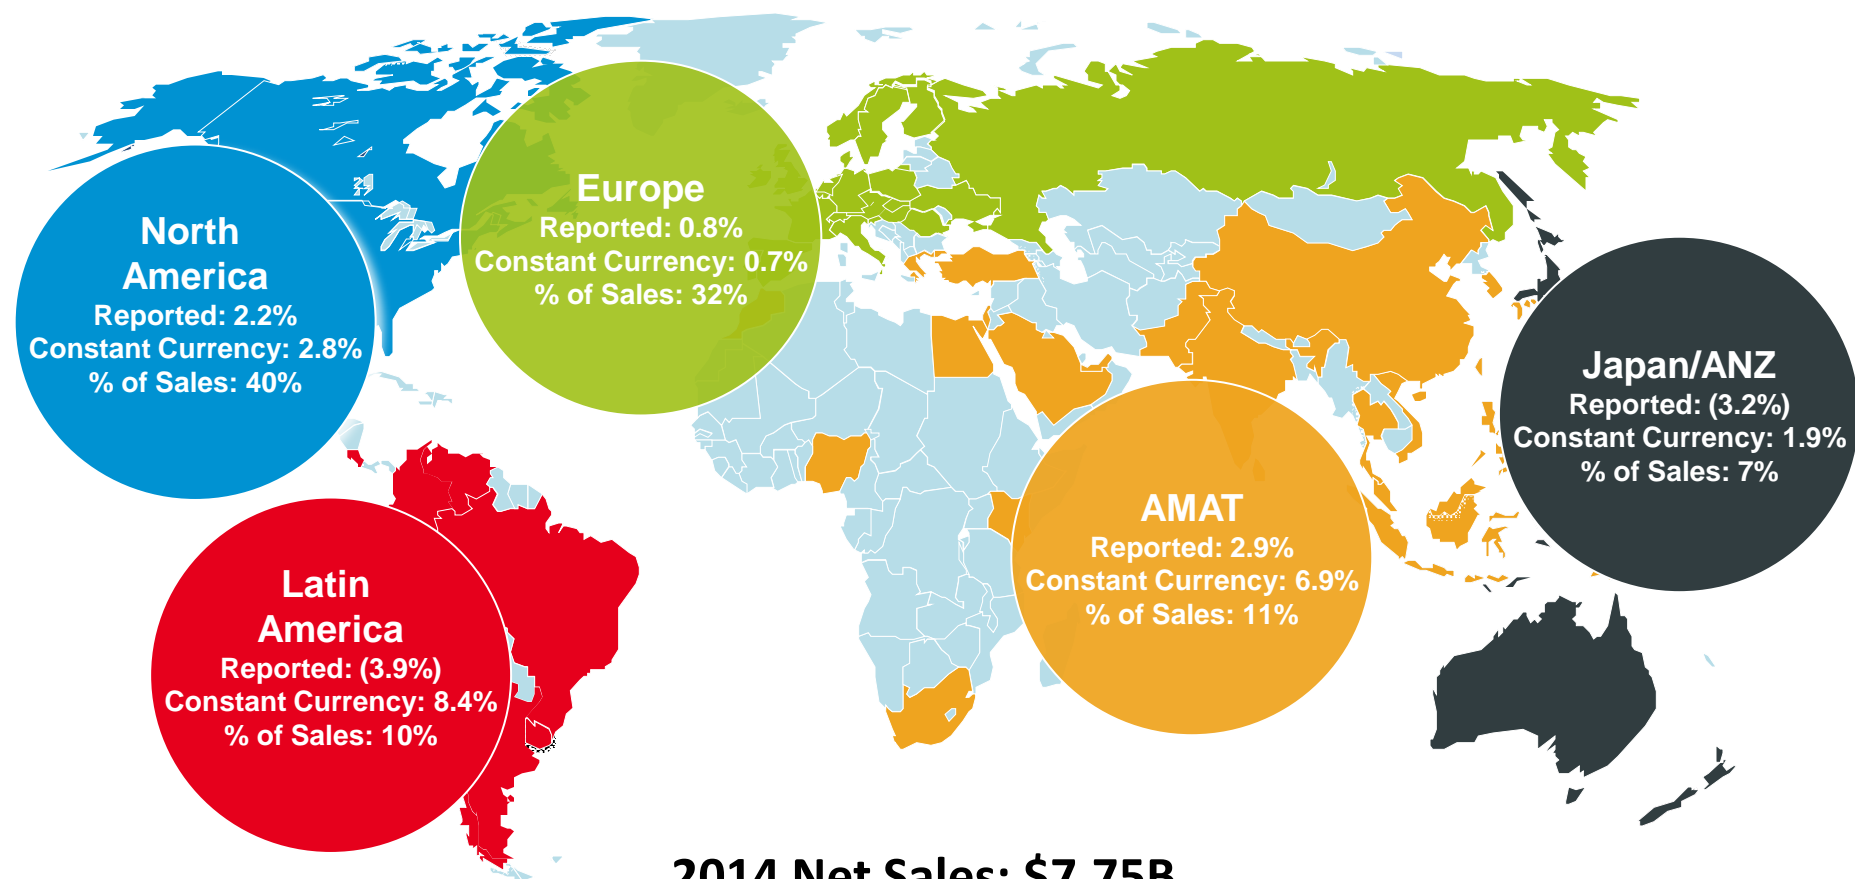 North
America
Reported: 2.2%
Constant Currency: 2.8%
% of Sales: 40%
Europe
Reported: 0.8%
Constant Currency: 0.7%
% of Sales: 32%
Latin
America
Reported: (3.9%)
Constant Currency: 8.4%
% of Sales: 10%
AMAT
Reported: 2.9%
Constant Currency: 6.9%
% of Sales: 11%
Japan/ANZ
Reported: (3.2%)
Constant Currency: 1.9%
% of Sales: 7%
2014 Net Sales: $7.75B